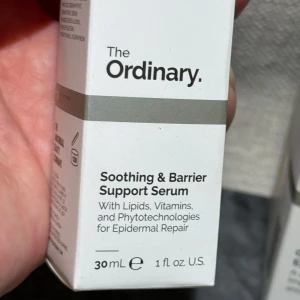 The
Ordinary.
Soothing & Barrier
Support Serum
With Lipids, Vitamins,
and Phytotechnologies
for Epidermal Repair
30 mL ℮ 1 fl. oz. U.S.